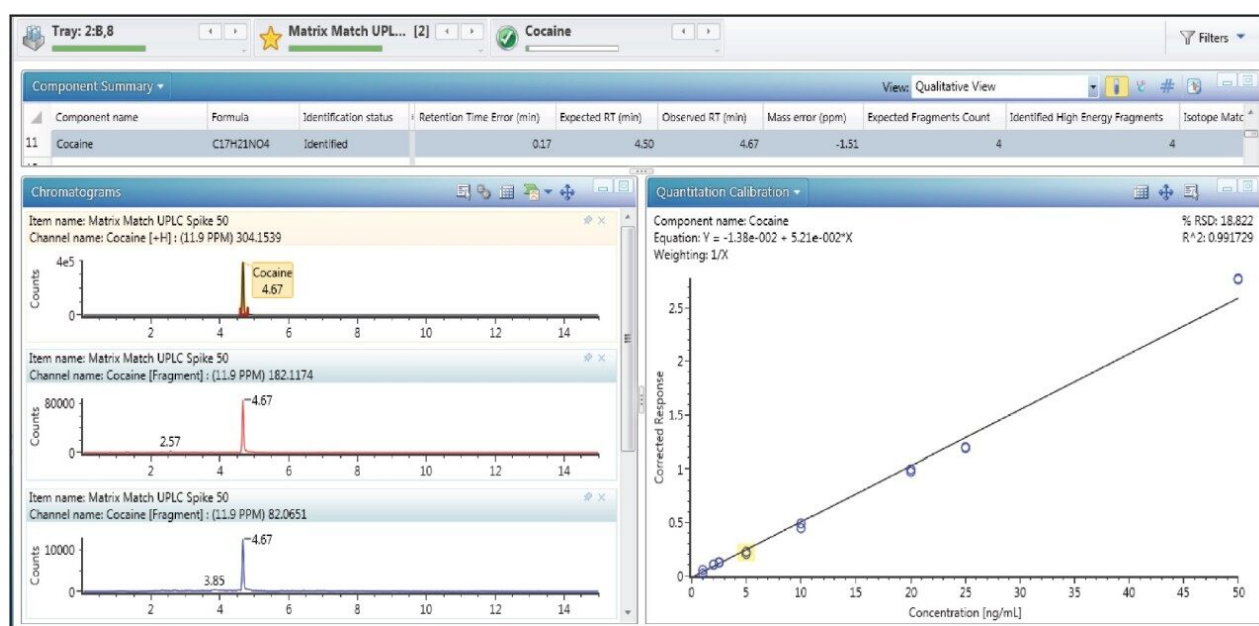 Tray: 2:B,8
Matrix Match UPL... [2]
Cocaine
Filters
Component Summary
View: Qualitative View
Component name Formula Identification status Retention Time Error (min) Expected RT (min) Observed RT (min) Mass error (ppm) Expected Fragments Count Identified High Energy Fragments Isotope Matc
11 Cocaine C17H21NO4 Identified 0.17 4.50 4.67 -1.51 4 4
Chromatograms
Item name: Matrix Match UPLC Spike 50
Channel name: Cocaine [+H] : (11.9 PPM) 304.1539
4e5
Counts
Cocaine
4.67
0
2 4 6 8 10 12 14
Item name: Matrix Match UPLC Spike 50
Channel name: Cocaine [Fragment] : (11.9 PPM) 182.1174
80000
Counts
4.67
2.57
0
2 4 6 8 10 12 14
Item name: Matrix Match UPLC Spike 50
Channel name: Cocaine [Fragment] : (11.9 PPM) 82.0651
10000
Counts
4.67
3.85
0
2 4 6 8 10 12 14
Quantitation Calibration
Component name: Cocaine % RSD: 18.822
Equation: Y = -1.38e-002 + 5.21e-002*X R^2: 0.991729
Weighting: 1/X
2.5
2
1.5
1
0.5
0
Corrected Response
0 5 10 15 20 25 30 35 40 45 50
Concentration [ng/mL]